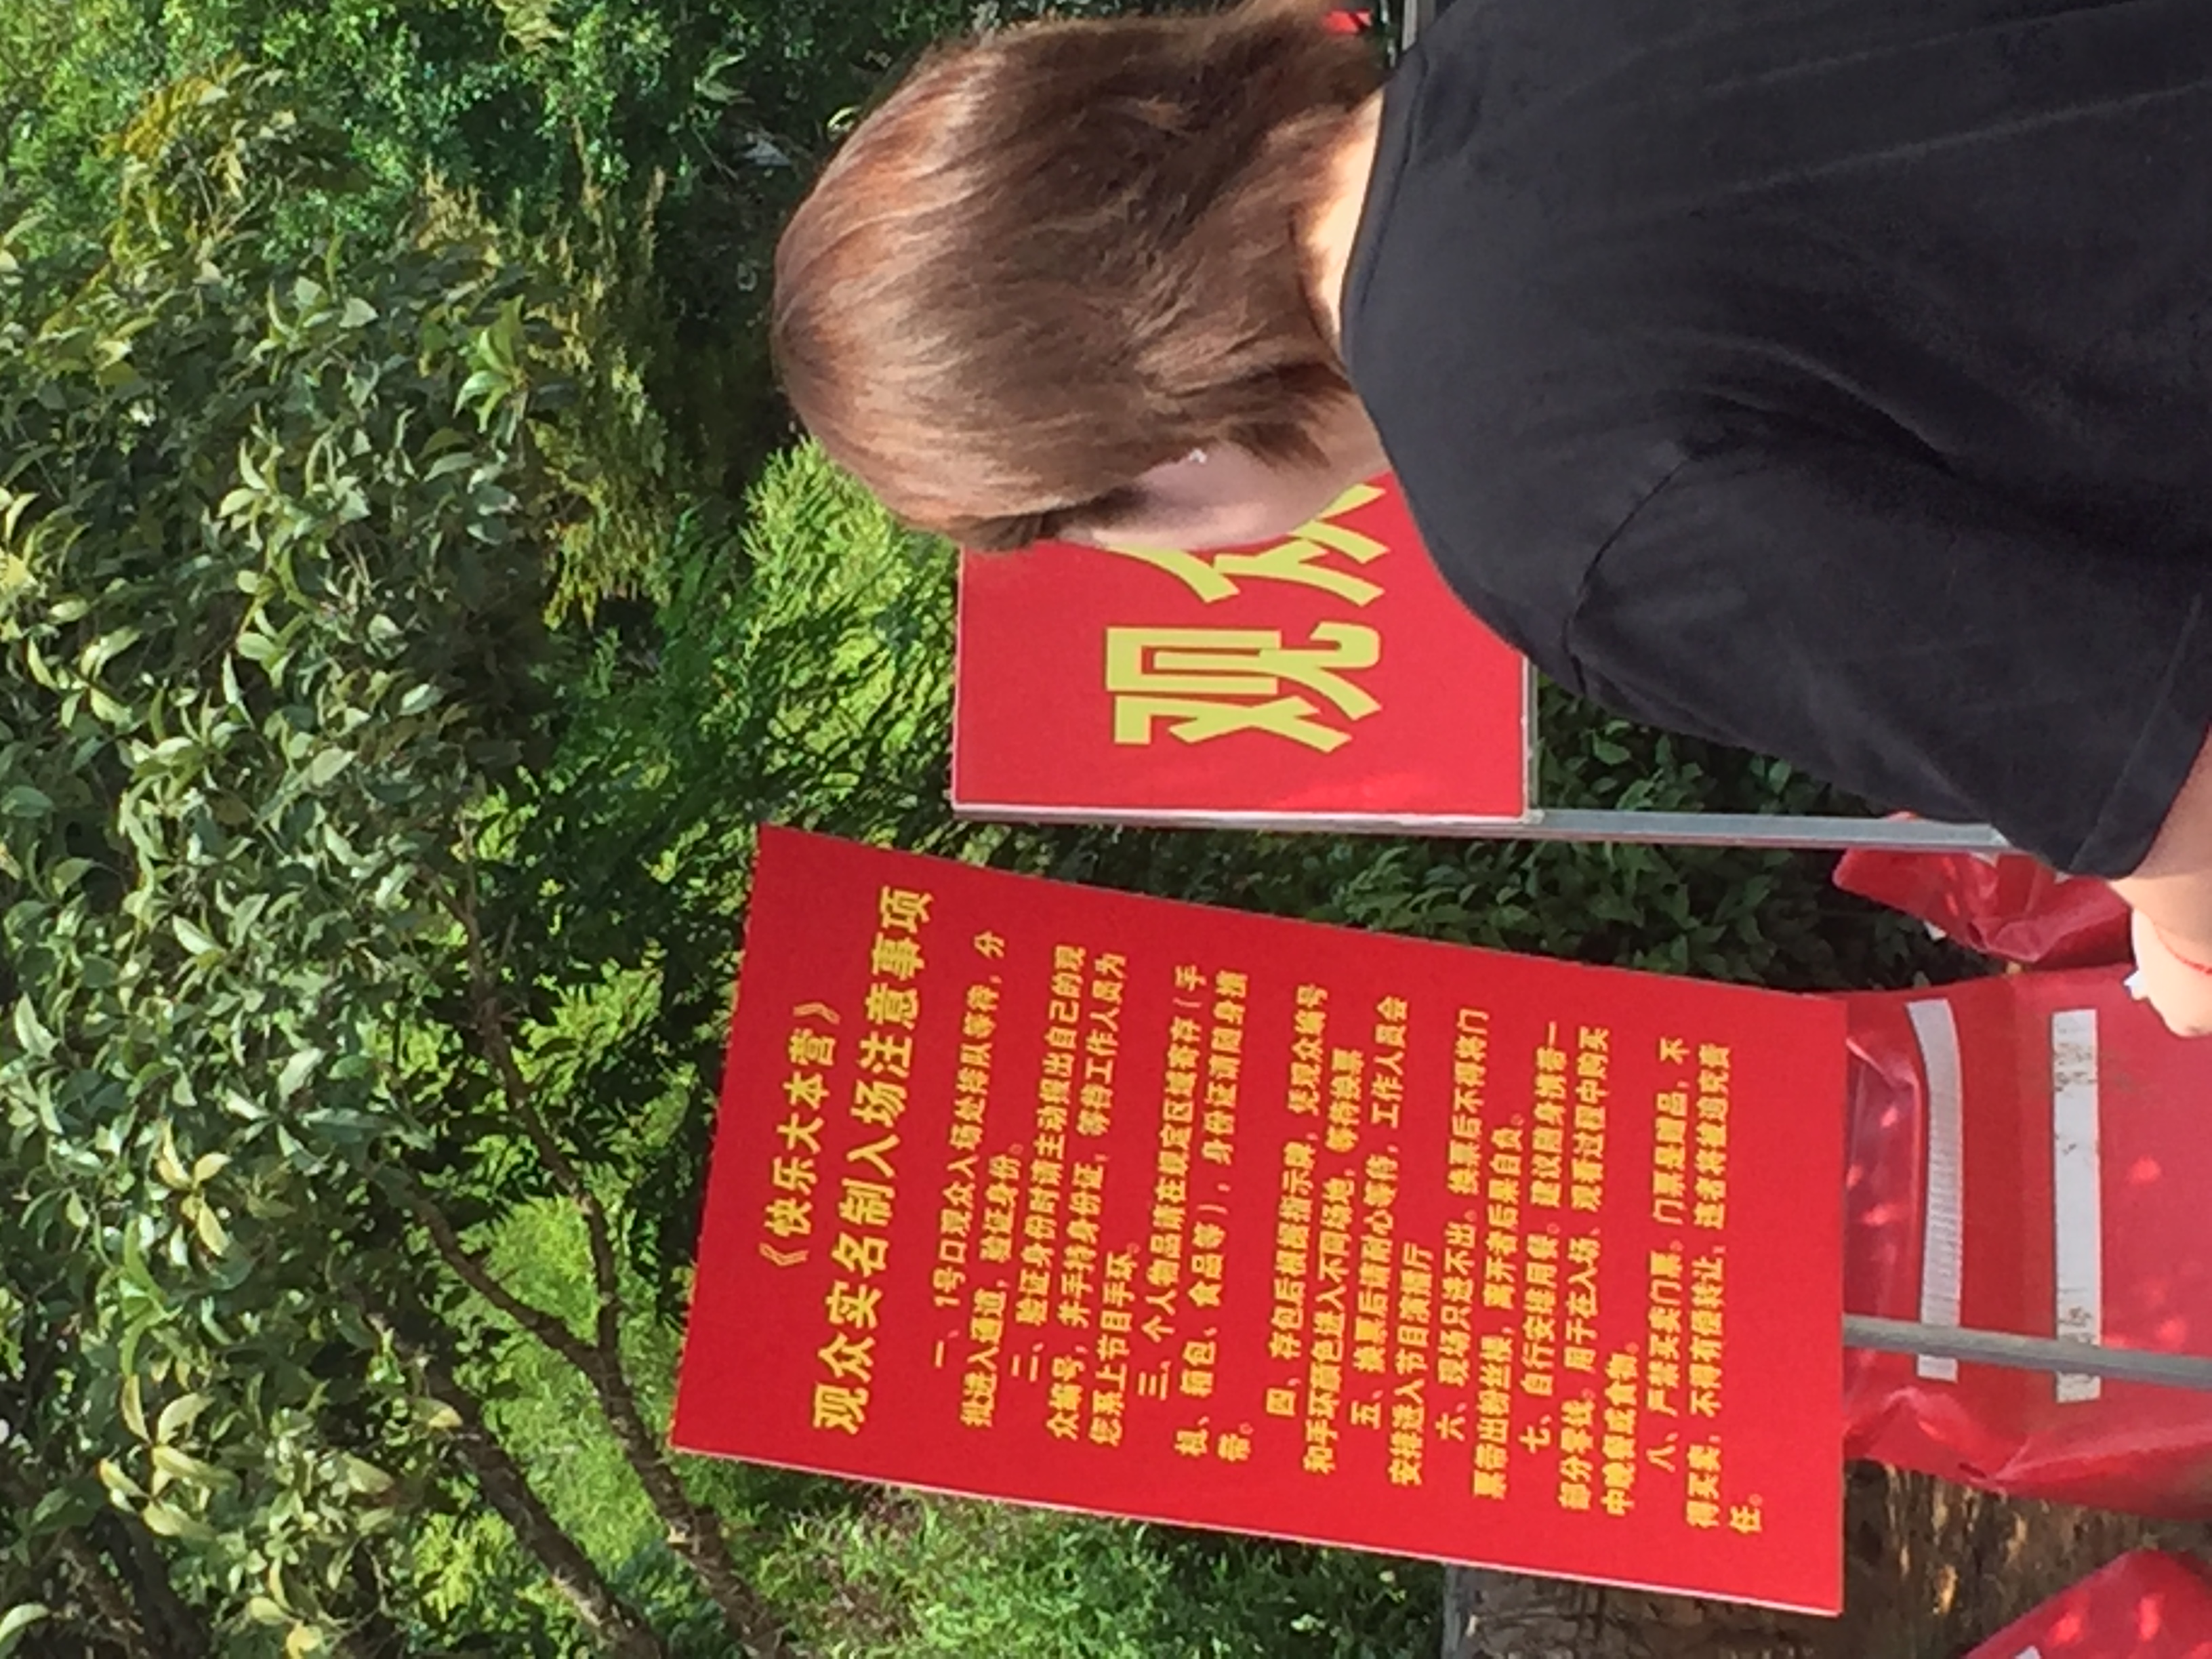 《快乐大本营》
观众实名制入场注意事项
一、1号口观众入场处排队等待，分
批进入通道，验证身份。
二、验证身份时请主动报出自己的观
众编号，并手持身份证，等待工作人员为
您系上节目手环。
三、个人物品请在规定区域寄存（手
机、箱包、食品等），身份证请随身携
带。
四、存包后根据指示牌，凭观众编号
和手环颜色进入不同场地，等待换票
五、换票后请耐心等待，工作人员会
安排进入节目演播厅
六、现场只进不出。换票后不得将门
票带出粉丝楼，离开者后果自负。
七、自行安排用餐。建议随身携带一
部分零钱。用于在入场、观看过程中购买
中晚餐或食物。
八、严禁买卖门票。门票是赠品，不
得买卖，不得有偿转让，违者将被追究责
任。
观众